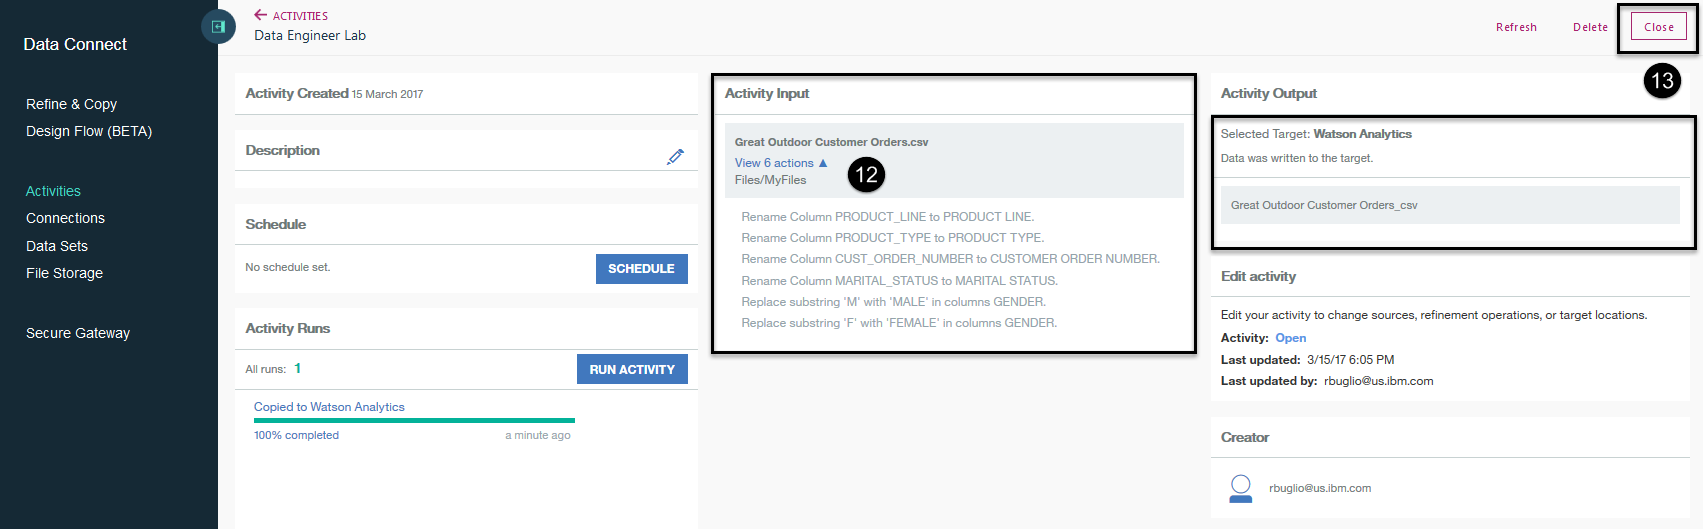 Data Connect
Refine & Copy
Design Flow (BETA)
Activities
Connections
Data Sets
File Storage
Secure Gateway
ACTIVITIES
Data Engineer Lab
Refresh
Delete
Close
13
Activity Created 15 March 2017
Description
Schedule
No schedule set.
SCHEDULE
Activity Runs
All runs: 1
RUN ACTIVITY
Copied to Watson Analytics
100% completed
a minute ago
Activity Input
Great Outdoor Customer Orders.csv
View 6 actions ▲
Files/MyFiles
12
Rename Column PRODUCT_LINE to PRODUCT LINE.
Rename Column PRODUCT_TYPE to PRODUCT TYPE.
Rename Column CUST_ORDER_NUMBER to CUSTOMER ORDER NUMBER.
Rename Column MARITAL_STATUS to MARITAL STATUS.
Replace substring 'M' with 'MALE' in columns GENDER.
Replace substring 'F' with 'FEMALE' in columns GENDER.
Activity Output
Selected Target: Watson Analytics
Data was written to the target.
Great Outdoor Customer Orders_csv
Edit activity
Edit your activity to change sources, refinement operations, or target locations.
Activity: Open
Last updated: 3/15/17 6:05 PM
Last updated by: rbuglio@us.ibm.com
Creator
rbuglio@us.ibm.com